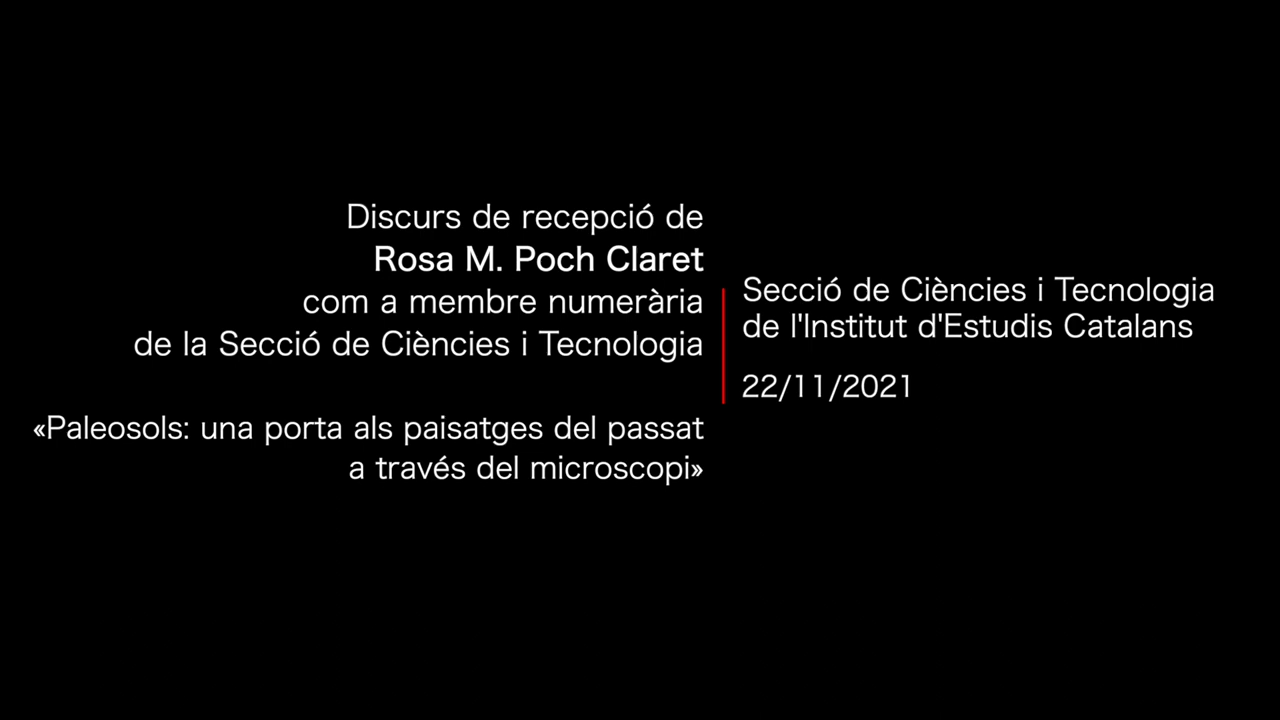 Discurs de recepció de
Rosa M. Poch Claret
com a membre numerària
de la Secció de Ciències i Tecnologia
«Paleosols: una porta als paisatges del passat
a través del microscopi»
Secció de Ciències i Tecnologia
de l'Institut d'Estudis Catalans
22/11/2021